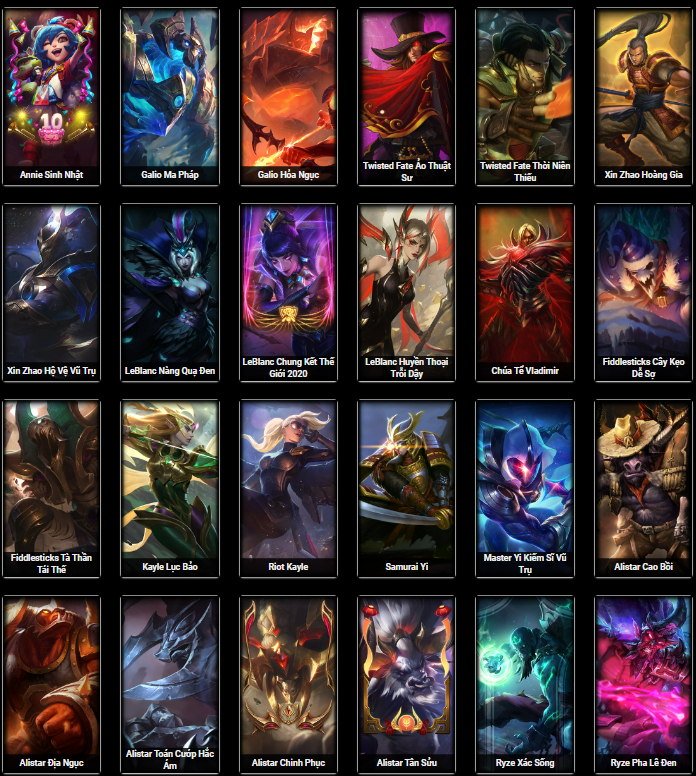 10
Annie Sinh Nhật
Galio Ma Pháp
Galio Hỏa Ngục
Twisted Fate Ảo Thuật
Sư
Twisted Fate Thời Niên
Thiếu
Xin Zhao Hoàng Gia
Xin Zhao Hộ Vệ Vũ Trụ
LeBlanc Nàng Quạ Đen
LeBlanc Chung Kết Thế
Giới 2020
LeBlanc Huyền Thoại
Trỗi Dậy
Chúa Tể Vladimir
Fiddlesticks Cây Kẹo
Dễ Sợ
Fiddlesticks Tà Thần
Tái Thế
Kayle Lục Bảo
Riot Kayle
Samurai Yi
Master Yi Kiếm Sĩ Vũ
Trụ
Alistar Cao Bồi
Alistar Địa Ngục
Alistar Toán Cướp Hắc
Ám
Alistar Chinh Phục
Alistar Tân Sửu
Ryze Xác Sống
Ryze Pha Lê Đen